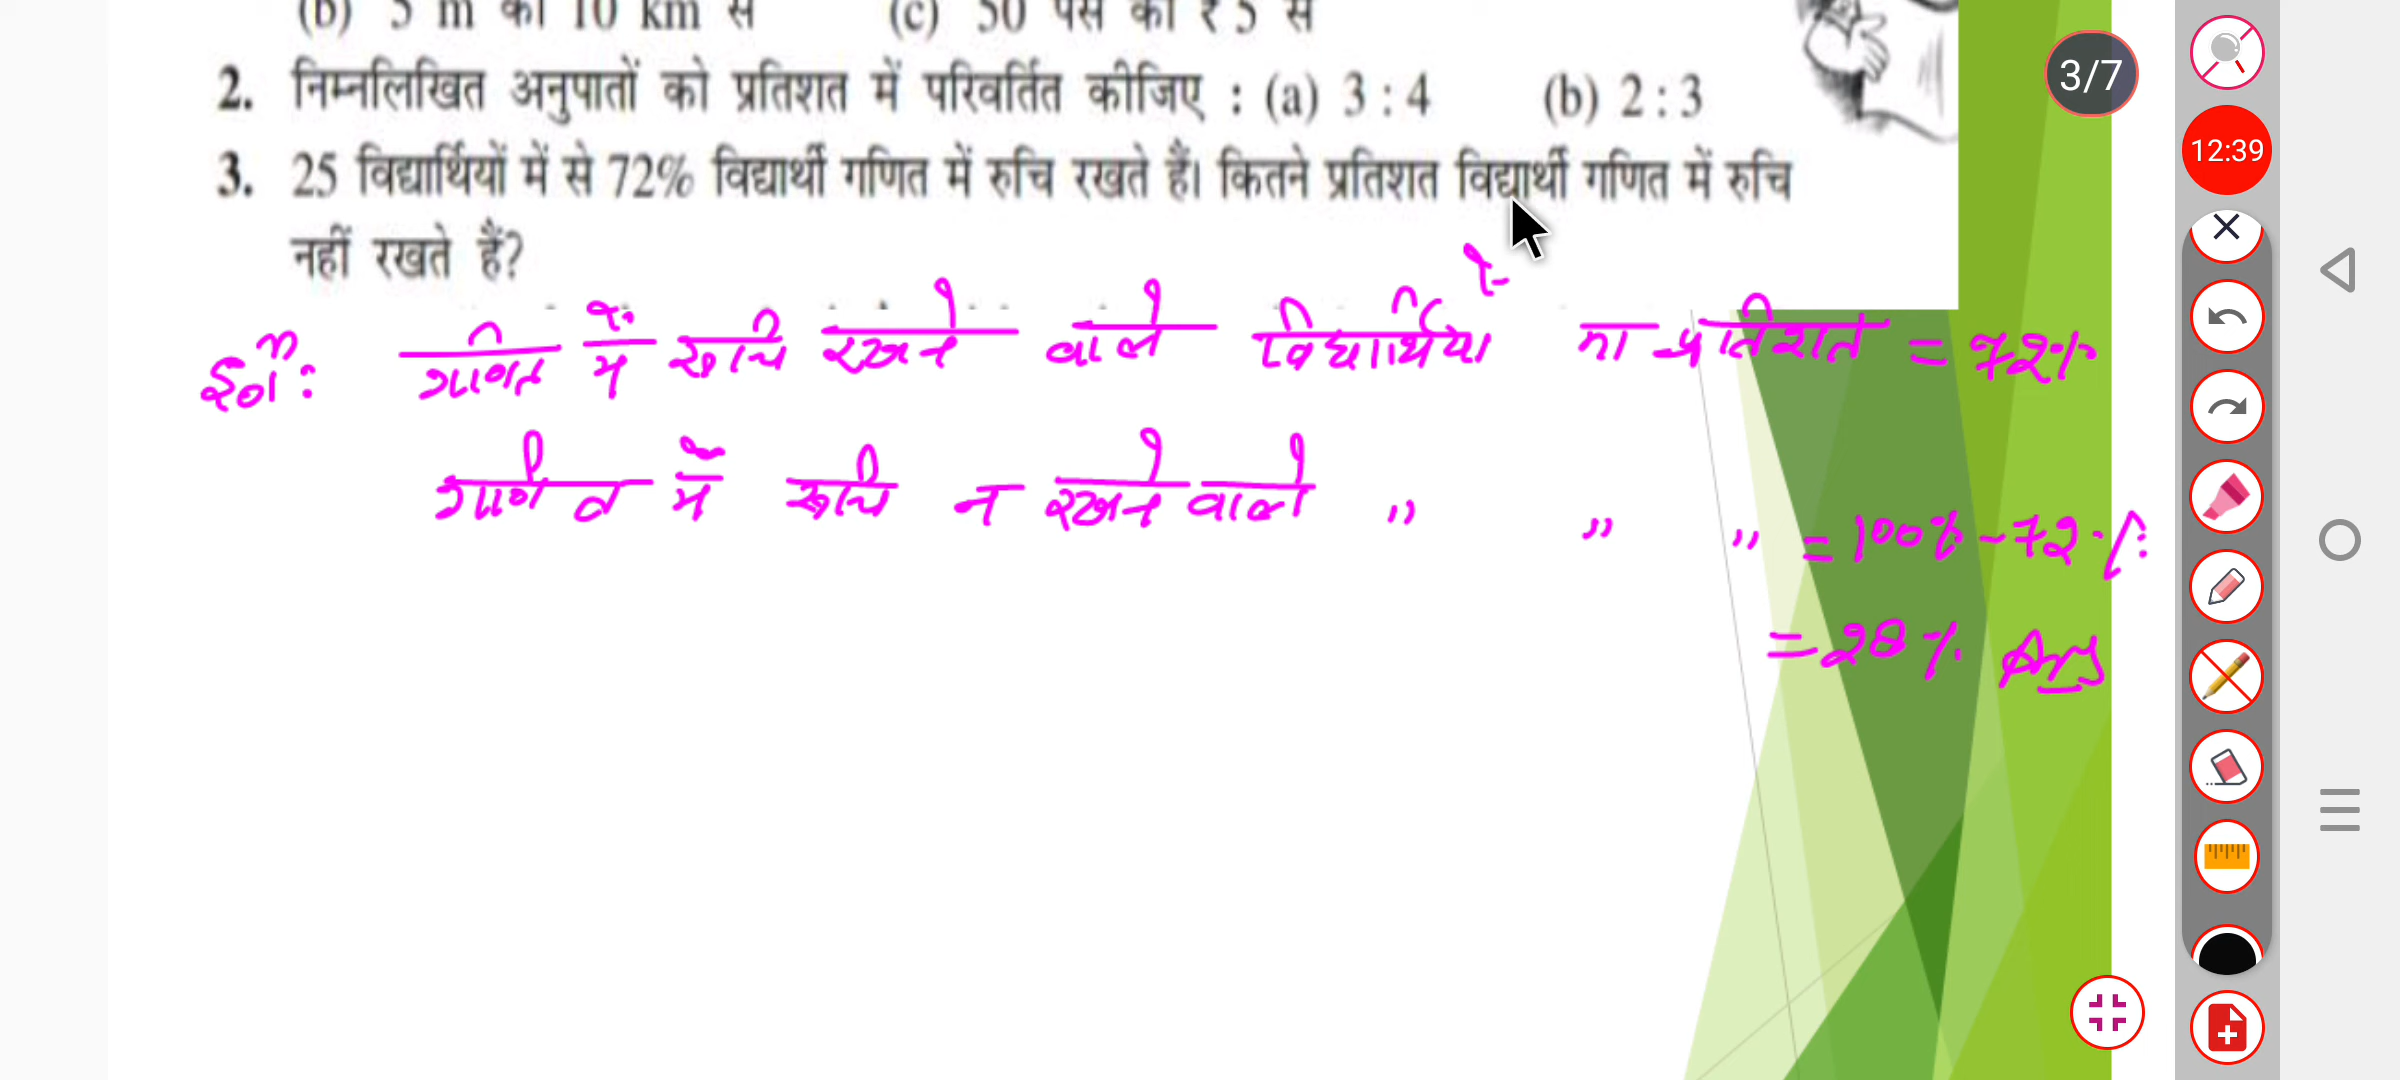 (b) 5 m का 10 km से (c) 50 पैसे का ₹ 5 से
2. निम्नलिखित अनुपातों को प्रतिशत में परिवर्तित कीजिए : (a) 3 : 4 (b) 2 : 3
3. 25 विद्यार्थियों में से 72% विद्यार्थी गणित में रुचि रखते हैं। कितने प्रतिशत विद्यार्थी गणित में रुचि
नहीं रखते हैं?
गणित में रुचि रखने वाले विद्यार्थियों का प्रतिशत = 72%
गणित में रूचि न रखने वाले " " " = 100% - 72%
= 28% Ans
3/7
12:39